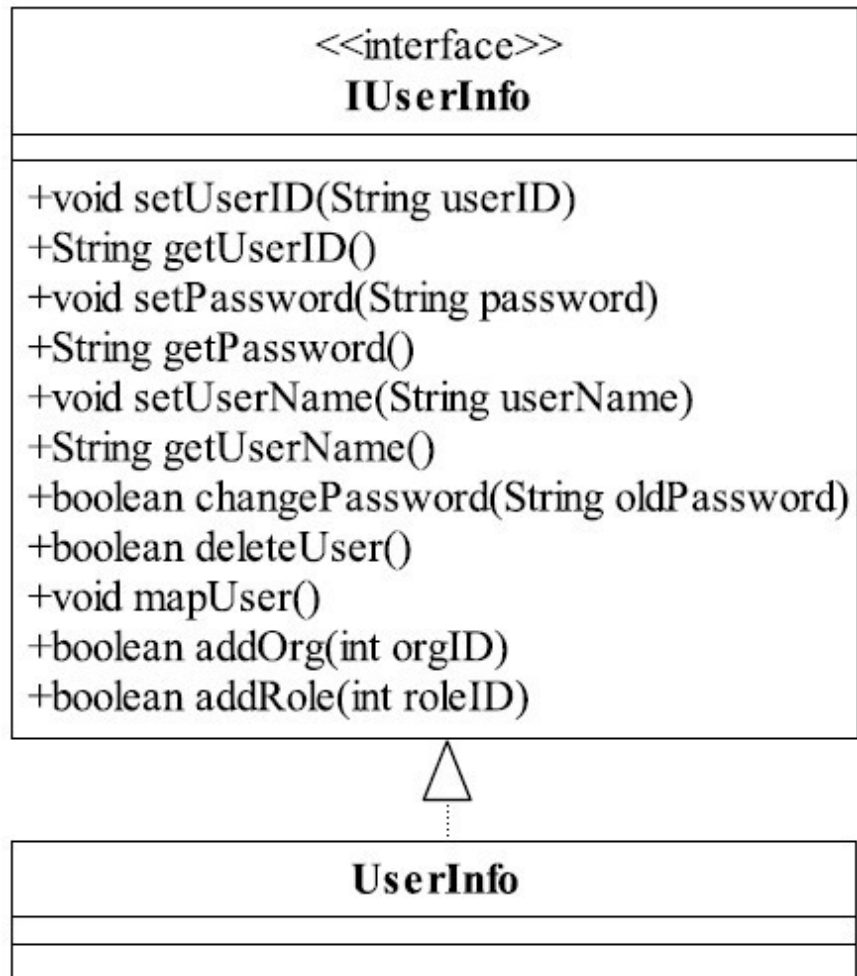 <<interface>>
IUserInfo
+void setUserID(String userID)
+String getUserID()
+void setPassword(String password)
+String getPassword()
+void setUserName(String userName)
+String getUserName()
+boolean changePassword(String oldPassword)
+boolean deleteUser()
+void mapUser()
+boolean addOrg(int orgID)
+boolean addRole(int roleID)
UserInfo